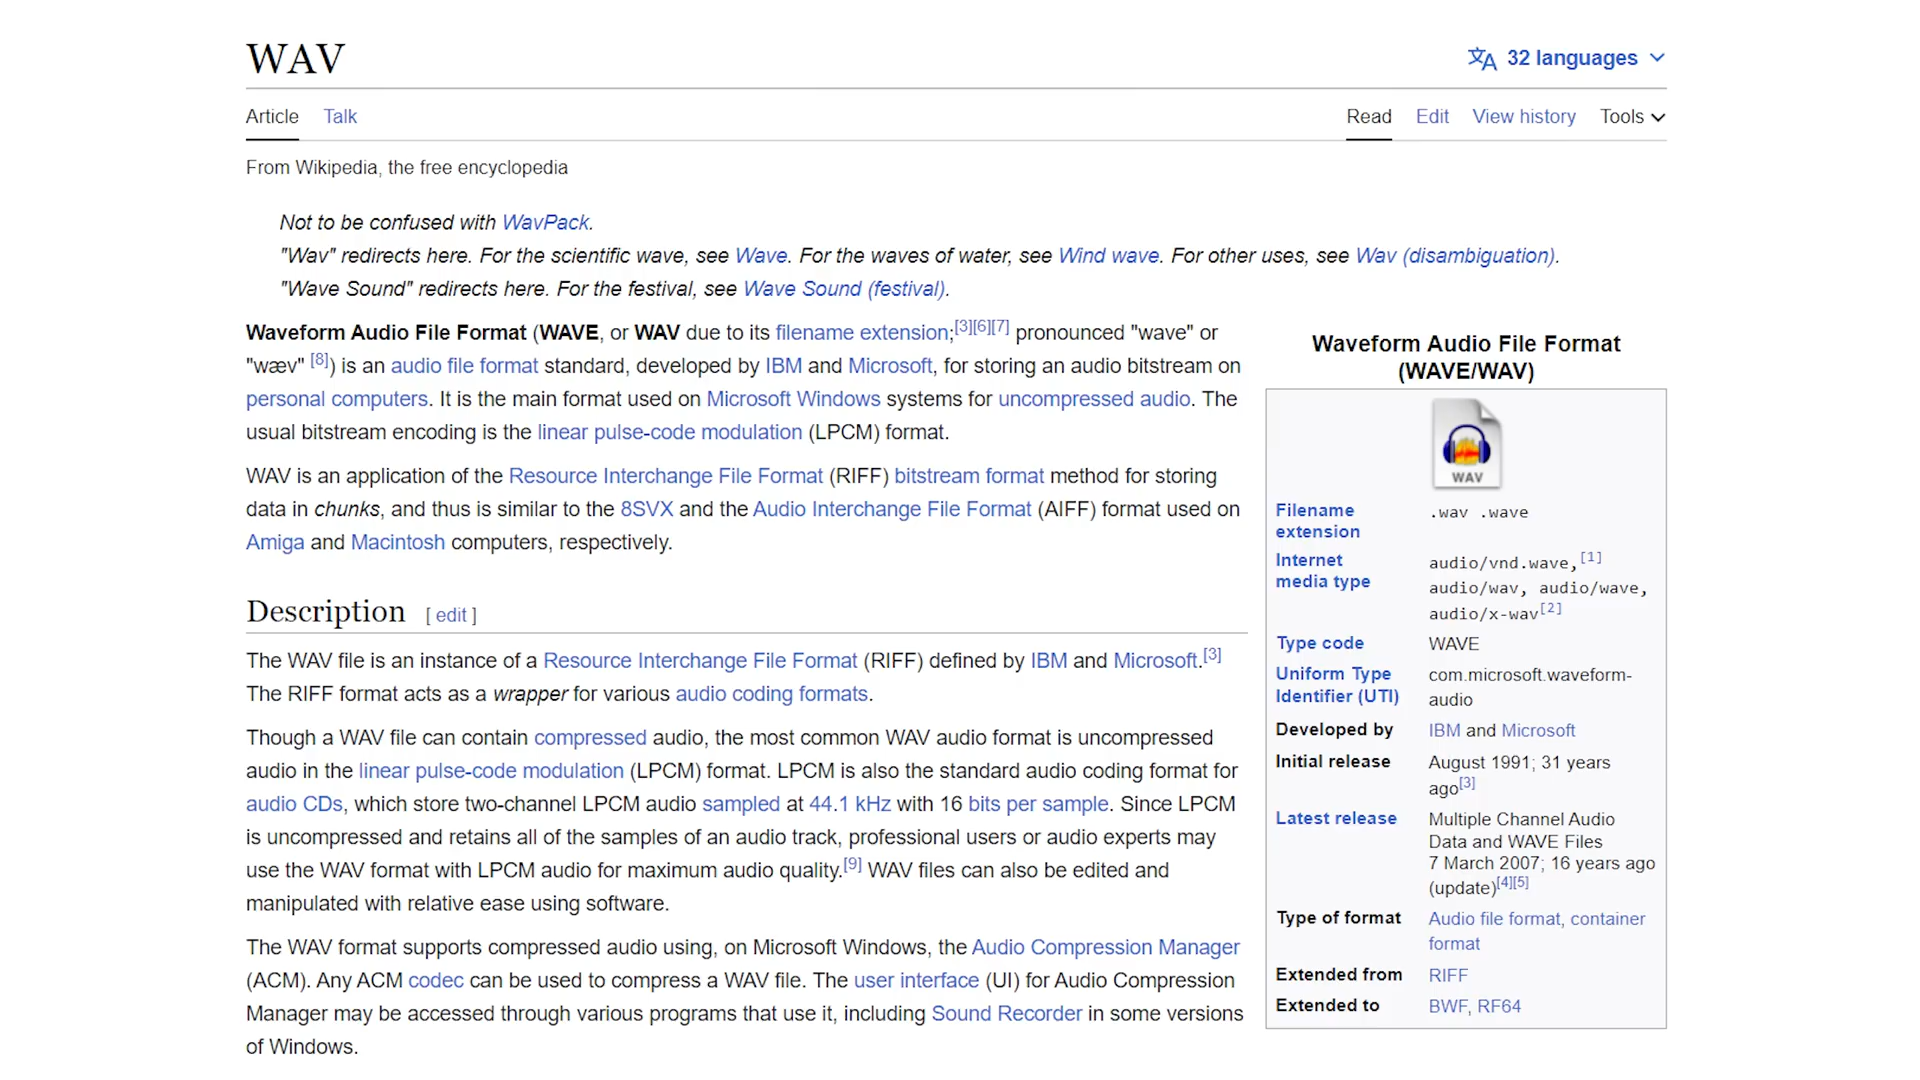 WAV
32 languages
Article Talk
Read Edit View history Tools
From Wikipedia, the free encyclopedia
Not to be confused with WavPack.
"Wav" redirects here. For the scientific wave, see Wave. For the waves of water, see Wind wave. For other uses, see Wav (disambiguation).
"Wave Sound" redirects here. For the festival, see Wave Sound (festival).
Waveform Audio File Format (WAVE, or WAV due to its filename extension;[3][6][7] pronounced "wave" or
"wæv" [8]) is an audio file format standard, developed by IBM and Microsoft, for storing an audio bitstream on
personal computers. It is the main format used on Microsoft Windows systems for uncompressed audio. The
usual bitstream encoding is the linear pulse-code modulation (LPCM) format.
WAV is an application of the Resource Interchange File Format (RIFF) bitstream format method for storing
data in chunks, and thus is similar to the 8SVX and the Audio Interchange File Format (AIFF) format used on
Amiga and Macintosh computers, respectively.
Description [ edit ]
The WAV file is an instance of a Resource Interchange File Format (RIFF) defined by IBM and Microsoft.[3]
The RIFF format acts as a wrapper for various audio coding formats.
Though a WAV file can contain compressed audio, the most common WAV audio format is uncompressed
audio in the linear pulse-code modulation (LPCM) format. LPCM is also the standard audio coding format for
audio CDs, which store two-channel LPCM audio sampled at 44.1 kHz with 16 bits per sample. Since LPCM
is uncompressed and retains all of the samples of an audio track, professional users or audio experts may
use the WAV format with LPCM audio for maximum audio quality.[9] WAV files can also be edited and
manipulated with relative ease using software.
The WAV format supports compressed audio using, on Microsoft Windows, the Audio Compression Manager
(ACM). Any ACM codec can be used to compress a WAV file. The user interface (UI) for Audio Compression
Manager may be accessed through various programs that use it, including Sound Recorder in some versions
of Windows.
Waveform Audio File Format
(WAVE/WAV)
WAV
Filename
extension
.wav .wave
Internet
media type
audio/vnd.wave,[1]
audio/wav, audio/wave,
audio/x-wav[2]
Type code
WAVE
Uniform Type
Identifier (UTI)
com.microsoft.waveform-
audio
Developed by
IBM and Microsoft
Initial release
August 1991; 31 years
ago[3]
Latest release
Multiple Channel Audio
Data and WAVE Files
7 March 2007; 16 years ago
(update)[4][5]
Type of format
Audio file format, container
format
Extended from
RIFF
Extended to
BWF, RF64